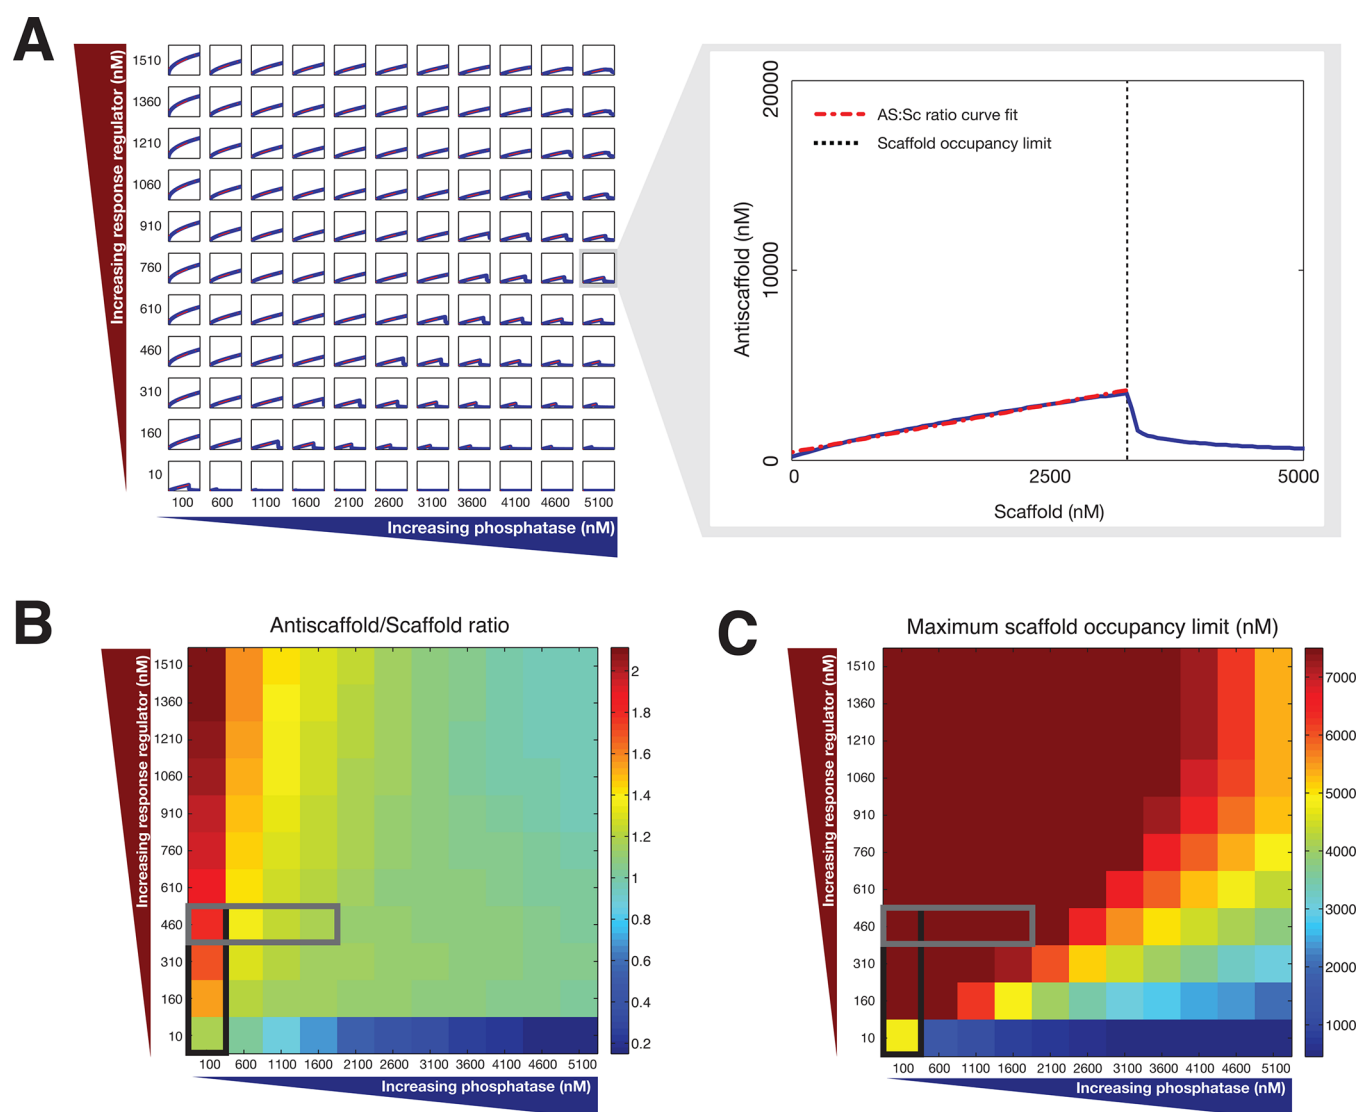 A
Increasing response regulator (nM)
1510
1360
1210
1060
910
760
610
460
310
160
10
100 600 1100 1600 2100 2600 3100 3600 4100 4600 5100
Increasing phosphatase (nM)
20000
10000
0
Antiscaffold (nM)
AS:Sc ratio curve fit
Scaffold occupancy limit
0 2500 5000
Scaffold (nM)
B
Antiscaffold/Scaffold ratio
Increasing response regulator (nM)
1510
1360
1210
1060
910
760
610
460
310
160
10
100 600 1100 1600 2100 2600 3100 3600 4100 4600 5100
Increasing phosphatase (nM)
2
1.8
1.6
1.4
1.2
1
0.8
0.6
0.4
0.2
C
Maximum scaffold occupancy limit (nM)
Increasing response regulator (nM)
1510
1360
1210
1060
910
760
610
460
310
160
10
100 600 1100 1600 2100 2600 3100 3600 4100 4600 5100
Increasing phosphatase (nM)
7000
6000
5000
4000
3000
2000
1000